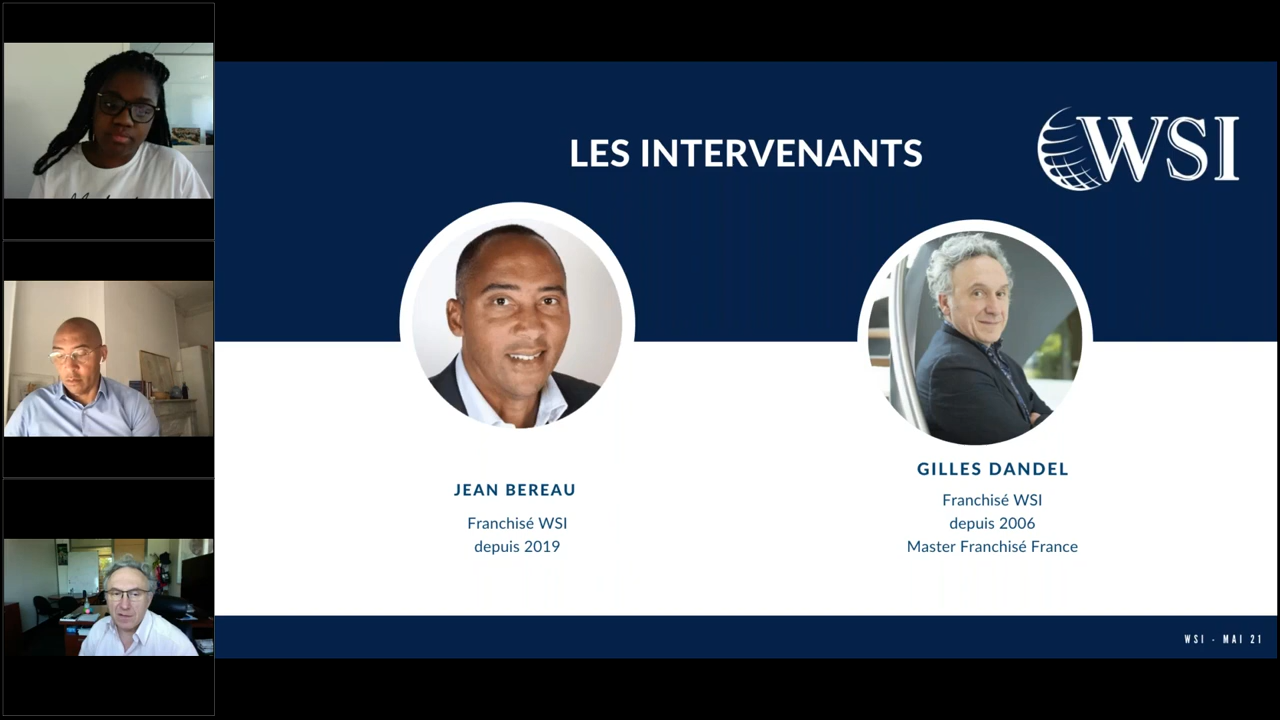 LES INTERVENANTS
WSI
JEAN BEREAU
Franchisé WSI
depuis 2019
GILLES DANDEL
Franchisé WSI
depuis 2006
Master Franchisé France
WSI - MAI 21